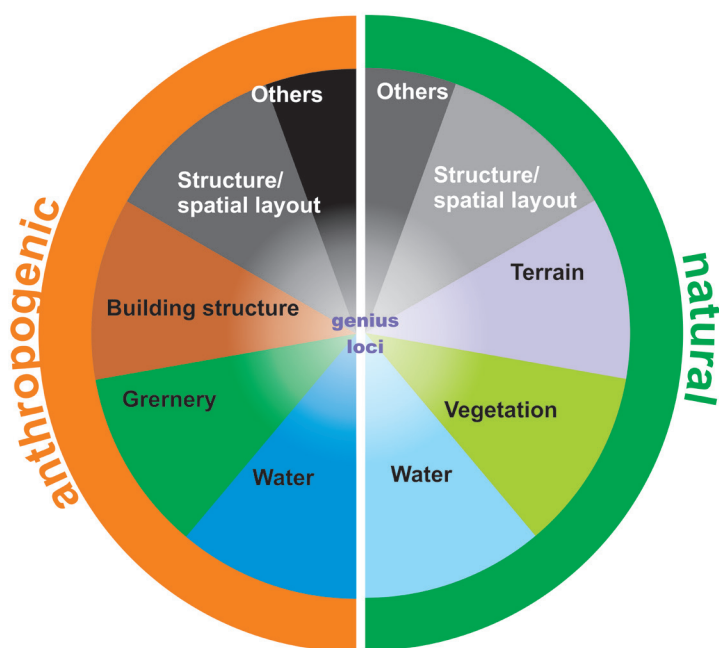 Others
Structure/
spatial layout
Building structure
Grernery
Water
anthropogenic
Others
Structure/
spatial layout
Terrain
Vegetation
Water
natural
genius
loci